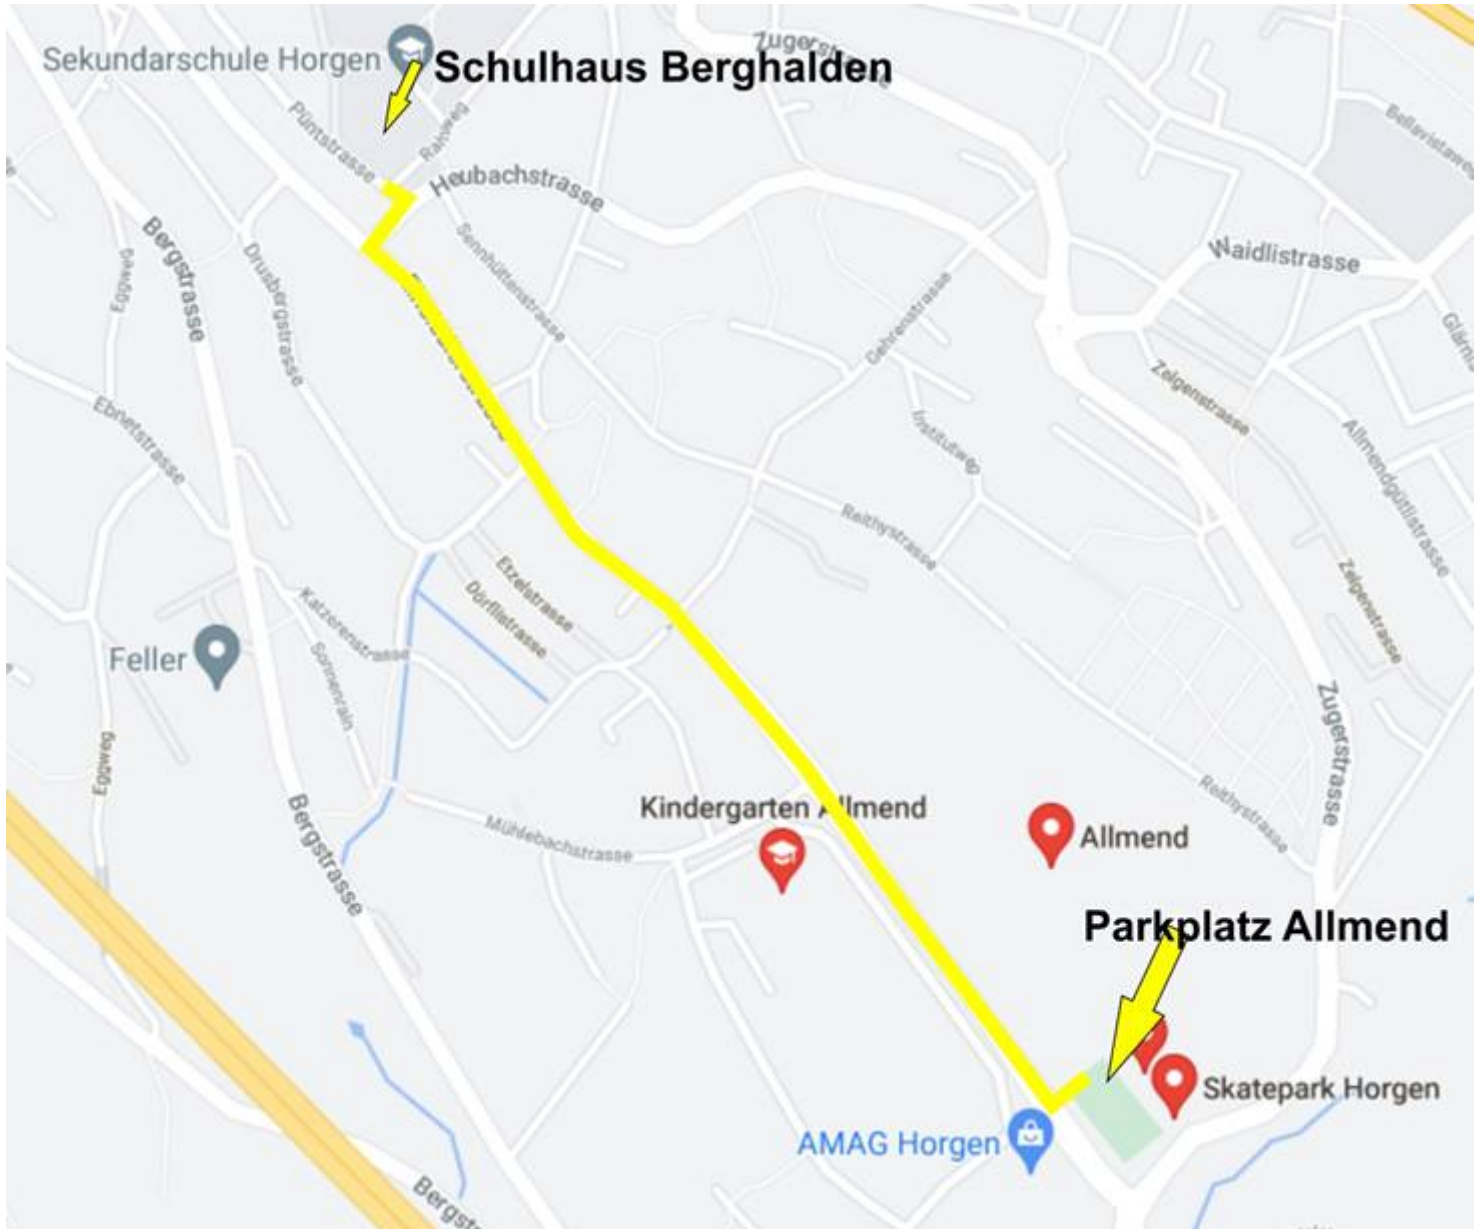 Zugerstrasse
Sekundarschule Horgen
Schulhaus Berghalden
Püntstrasse
Rainweg
Bellavistaweg
Heubachstrasse
Bergstrasse
Eggweg
Drusbergstrasse
Sennhüttenstrasse
Waidlistrasse
Gehrenstrasse
Zelgenstrasse
Ebnetstrasse
Institutweg
Allmendgütlistrasse
Reithystrasse
Etzelstrasse
Dörflistrasse
Katzerenstrasse
Zelgenstrasse
Feller
Sonnenrain
Zugerstrasse
Eggweg
Bergstrasse
Kindergarten Allmend
Mühlebachstrasse
Reithystrasse
Allmend
Parkplatz Allmend
Skatepark Horgen
AMAG Horgen